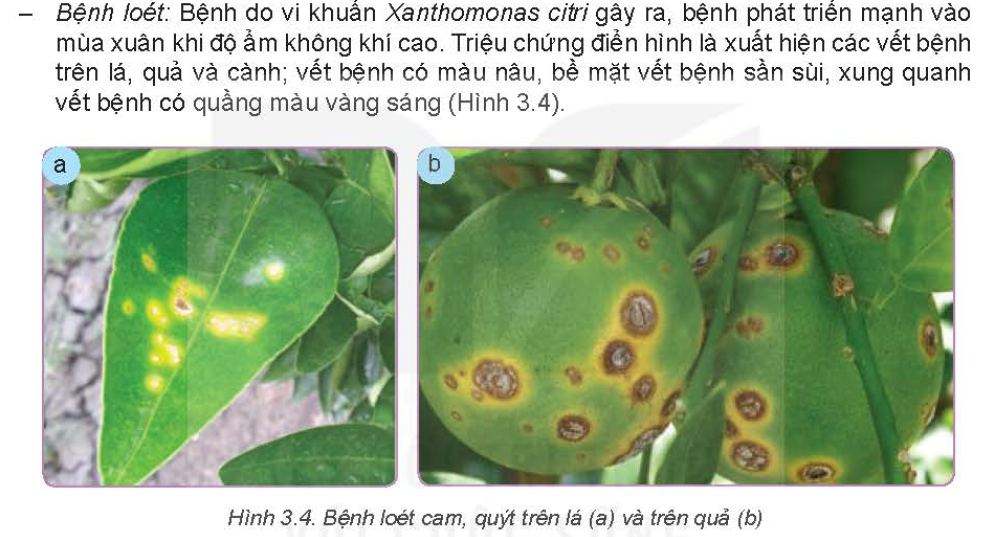 – Bệnh loét: Bệnh do vi khuẩn Xanthomonas citri gây ra, bệnh phát triển mạnh vào
mùa xuân khi độ ẩm không khí cao. Triệu chứng điển hình là xuất hiện các vết bệnh
trên lá, quả và cành; vết bệnh có màu nâu, bề mặt vết bệnh sần sùi, xung quanh
vết bệnh có quầng màu vàng sáng (Hình 3.4).
a
b
Hình 3.4. Bệnh loét cam, quýt trên lá (a) và trên quả (b)